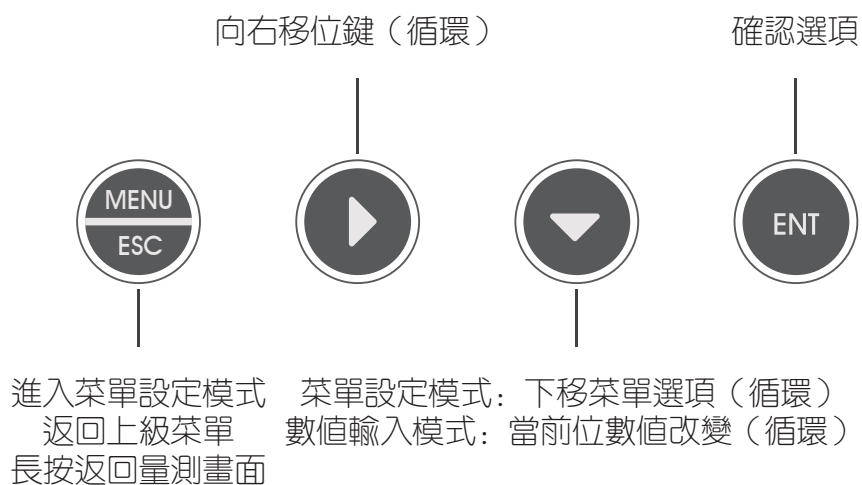 向右移位鍵（循環）
確認選項
MENU
ESC
ENT
進入菜單設定模式
返回上級菜單
長按返回量測畫面
菜單設定模式：下移菜單選項（循環）
數值輸入模式：當前位數值改變（循環）